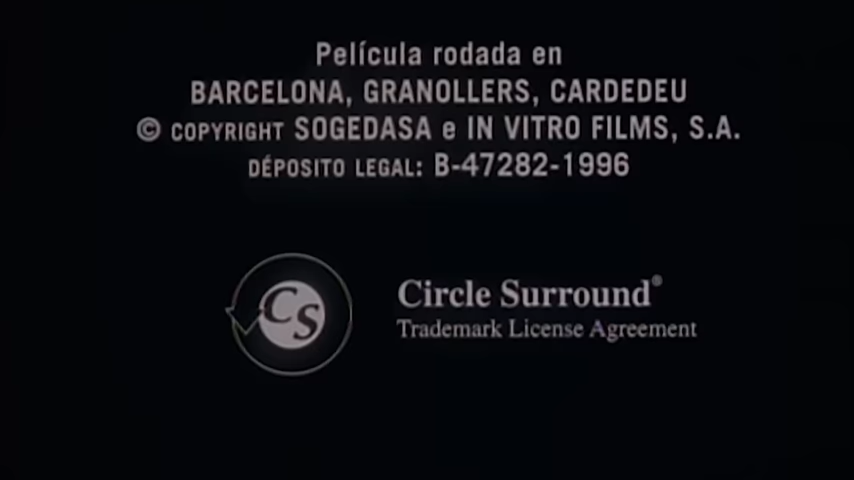 Película rodada en
BARCELONA, GRANOLLERS, CARDEDEU
© COPYRIGHT SOGEDASA e IN VITRO FILMS, S.A.
DÉPOSITO LEGAL: B-47282-1996
CS
Circle Surround®
Trademark License Agreement